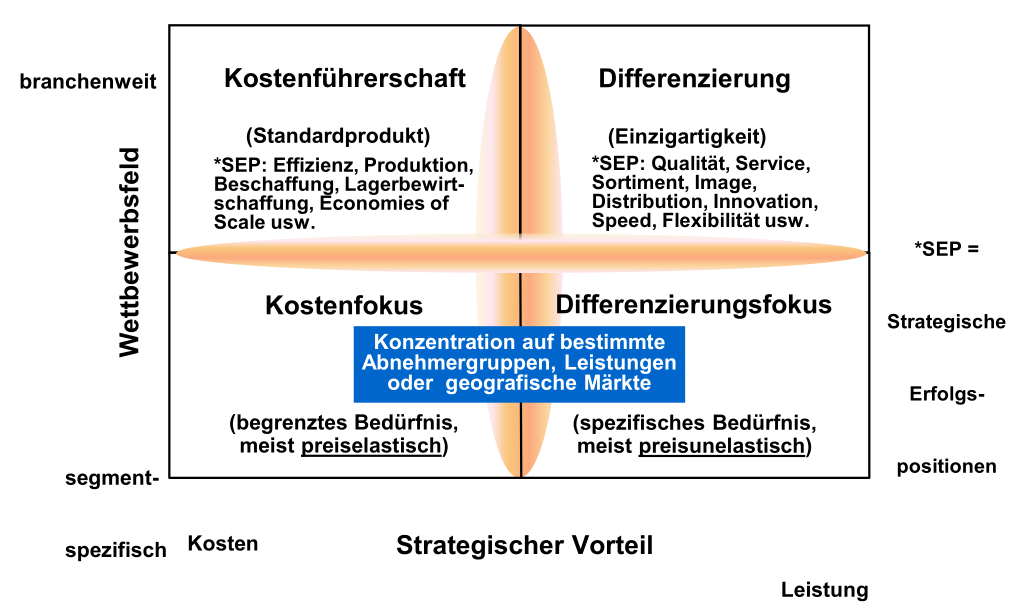 branchenweit
Wettbewerbsfeld
segment-
spezifisch
Kostenführerschaft
(Standardprodukt)
*SEP: Effizienz, Produktion,
Beschaffung, Lagerbewirt-
schaffung, Economies of
Scale usw.
Differenzierung
(Einzigartigkeit)
*SEP: Qualität, Service,
Sortiment, Image,
Distribution, Innovation,
Speed, Flexibilität usw.
Kostenfokus
Differenzierungsfokus
Konzentration auf bestimmte
Abnehmergruppen, Leistungen
oder geografische Märkte
(begrenztes Bedürfnis,
meist preiselastisch)
(spezifisches Bedürfnis,
meist preisunelastisch)
*SEP =
Strategische
Erfolgs-
positionen
Kosten
Strategischer Vorteil
Leistung